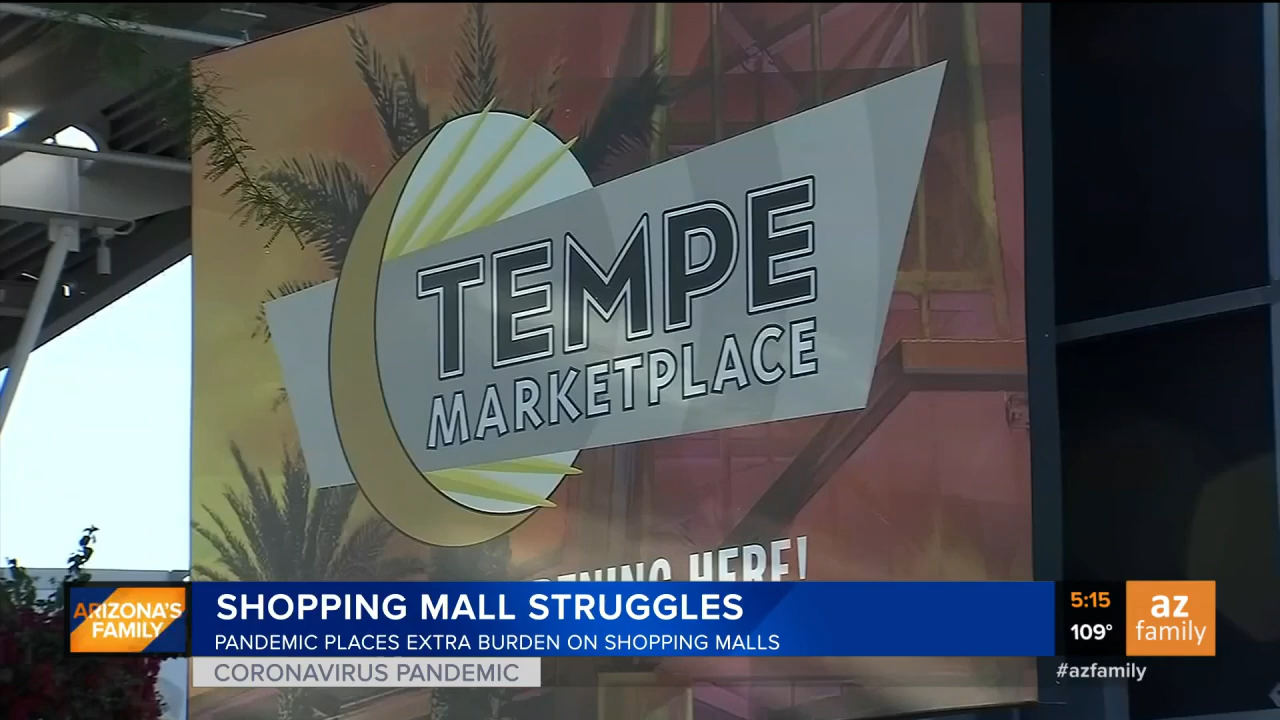 TEMPE
MARKETPLACE
HERE!
ARIZONA'S
FAMILY
SHOPPING MALL STRUGGLES
PANDEMIC PLACES EXTRA BURDEN ON SHOPPING MALLS
CORONAVIRUS PANDEMIC
5:15
109°
az
family
#azfamily